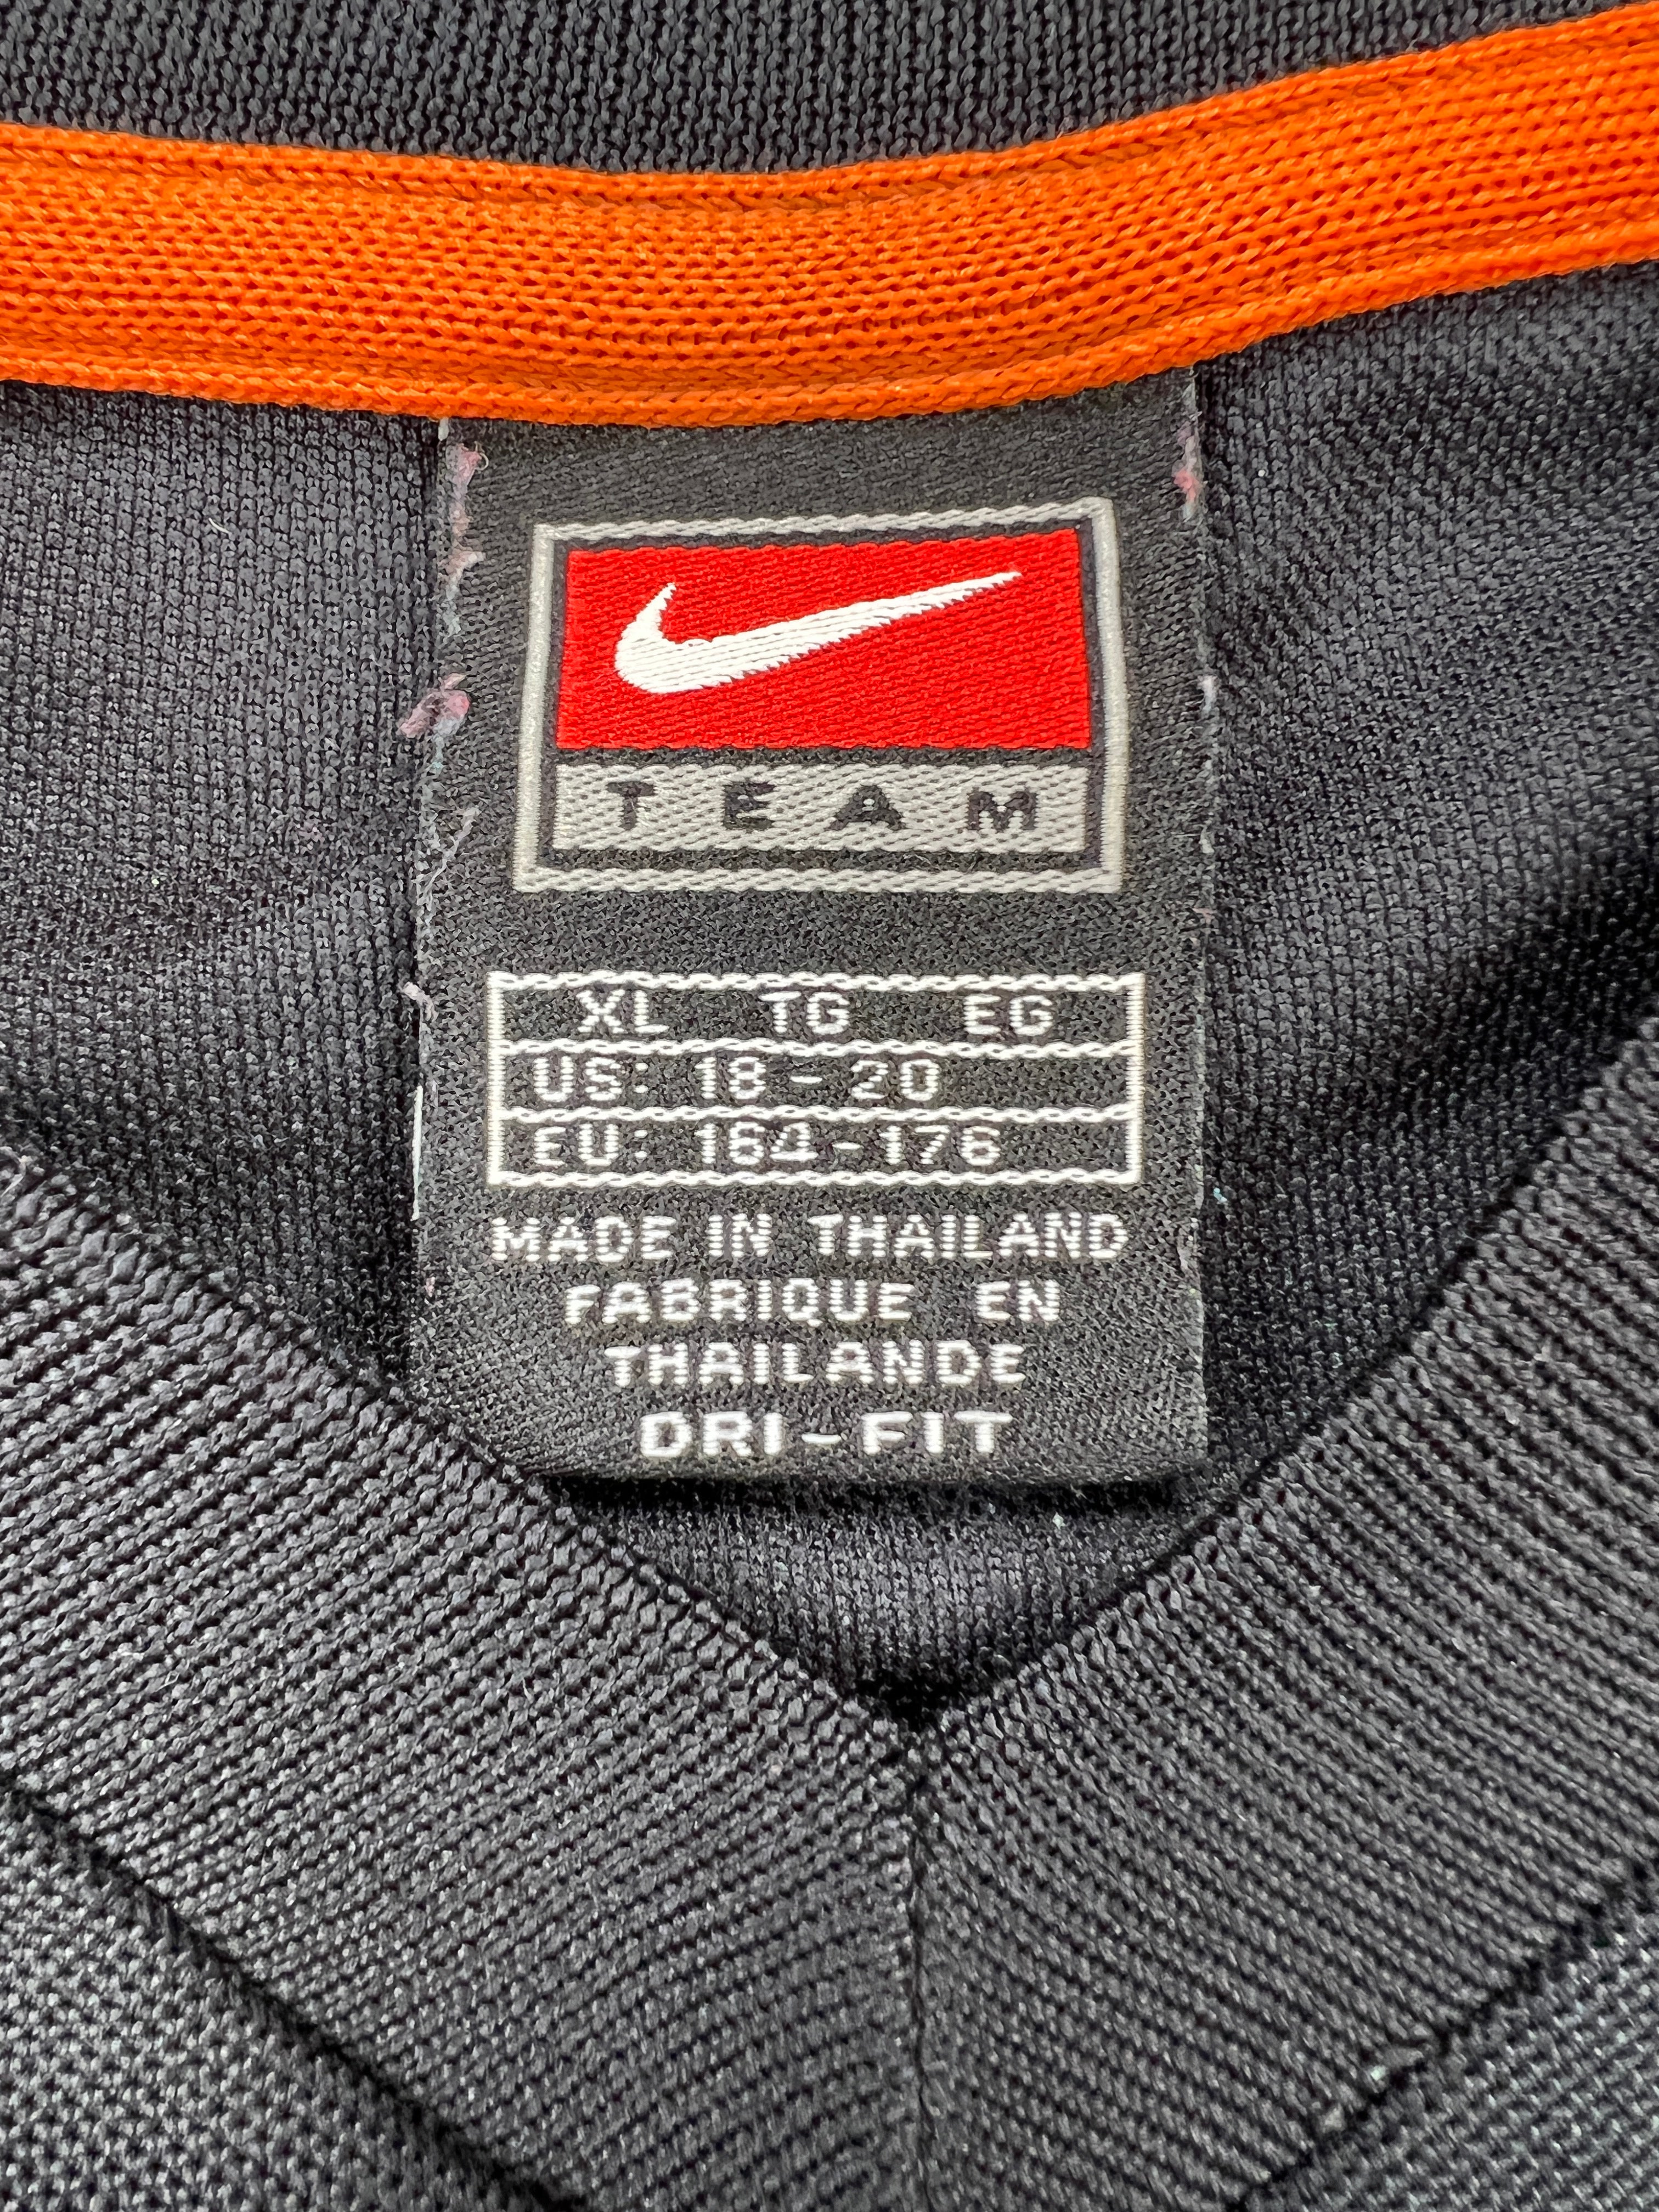 TEAM
XL TG EG
US: 18 - 20
EU: 164-176
MADE IN THAILAND
FABRIQUE EN
THAILANDE
DRI-FIT